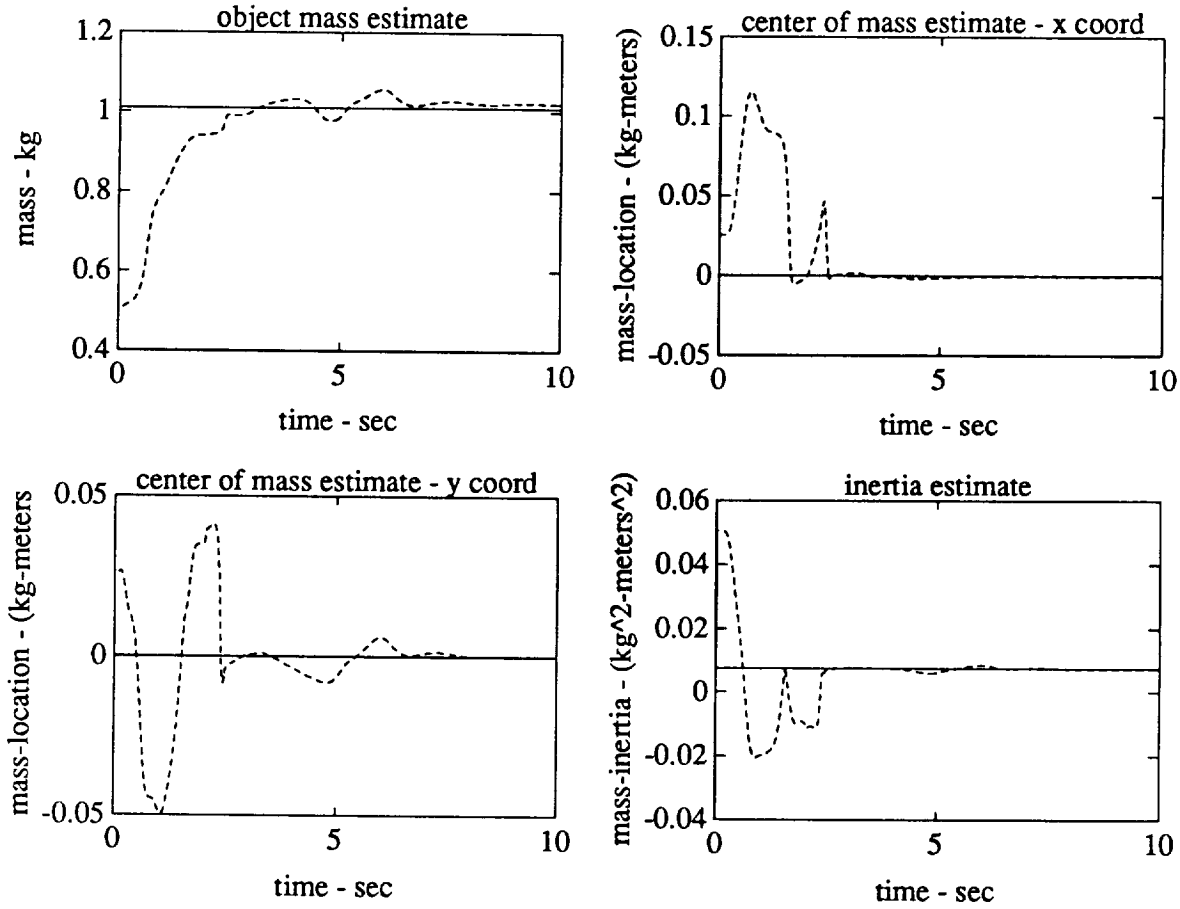 object mass estimate
1.2
1
0.8
0.6
0.4
mass - kg
0
5
10
time - sec
center of mass estimate - x coord
0.15
0.1
0.05
0
-0.05
mass-location - (kg-meters)
0
5
10
time - sec
center of mass estimate - y coord
0.05
0
-0.05
mass-location - (kg-meters
0
5
10
time - sec
inertia estimate
0.06
0.04
0.02
0
-0.02
-0.04
mass-inertia - (kg^2-meters^2)
0
5
10
time - sec